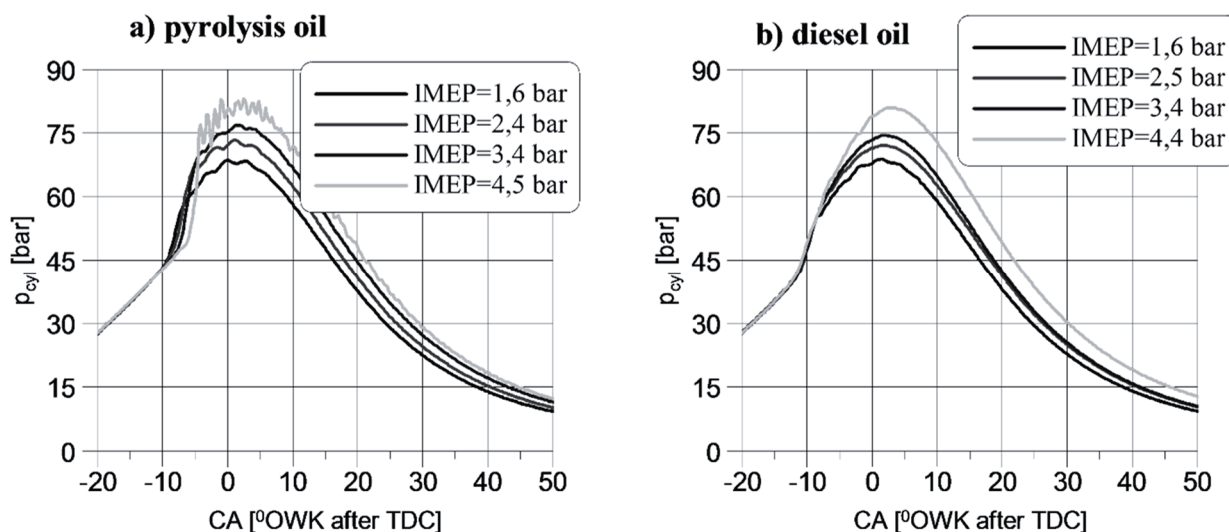 a) pyrolysis oil
IMEP=1,6 bar
IMEP=2,4 bar
IMEP=3,4 bar
IMEP=4,5 bar
90
75
60
45
30
15
0
p_cyl [bar]
-20 -10 0 10 20 30 40 50
CA [⁰OWK after TDC]
b) diesel oil
IMEP=1,6 bar
IMEP=2,5 bar
IMEP=3,4 bar
IMEP=4,4 bar
90
75
60
45
30
15
0
p_cyl [bar]
-20 -10 0 10 20 30 40 50
CA [⁰OWK after TDC]